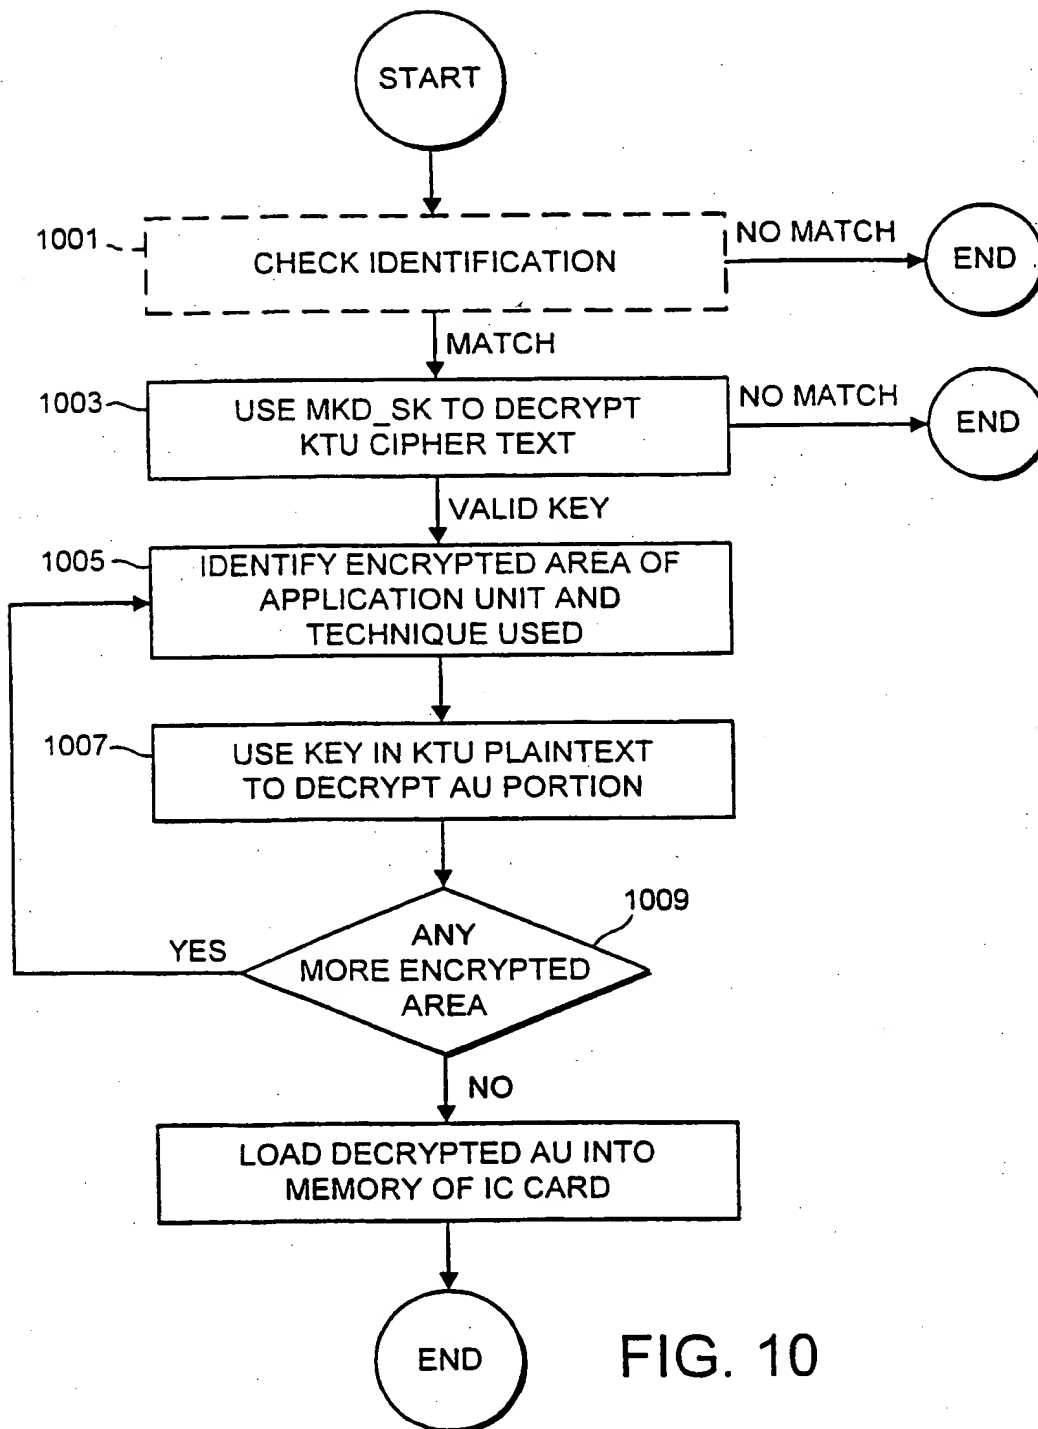 START
1001
CHECK IDENTIFICATION
NO MATCH
END
MATCH
1003
USE MKD_SK TO DECRYPT
KTU CIPHER TEXT
NO MATCH
END
VALID KEY
1005
IDENTIFY ENCRYPTED AREA OF
APPLICATION UNIT AND
TECHNIQUE USED
1007
USE KEY IN KTU PLAINTEXT
TO DECRYPT AU PORTION
1009
YES
ANY
MORE ENCRYPTED
AREA
NO
LOAD DECRYPTED AU INTO
MEMORY OF IC CARD
END
FIG. 10